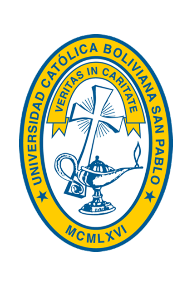 UNIVERSIDAD CATÓLICA BOLIVIANA SAN PABLO
VERITAS IN CARITATE
MCMLXVI